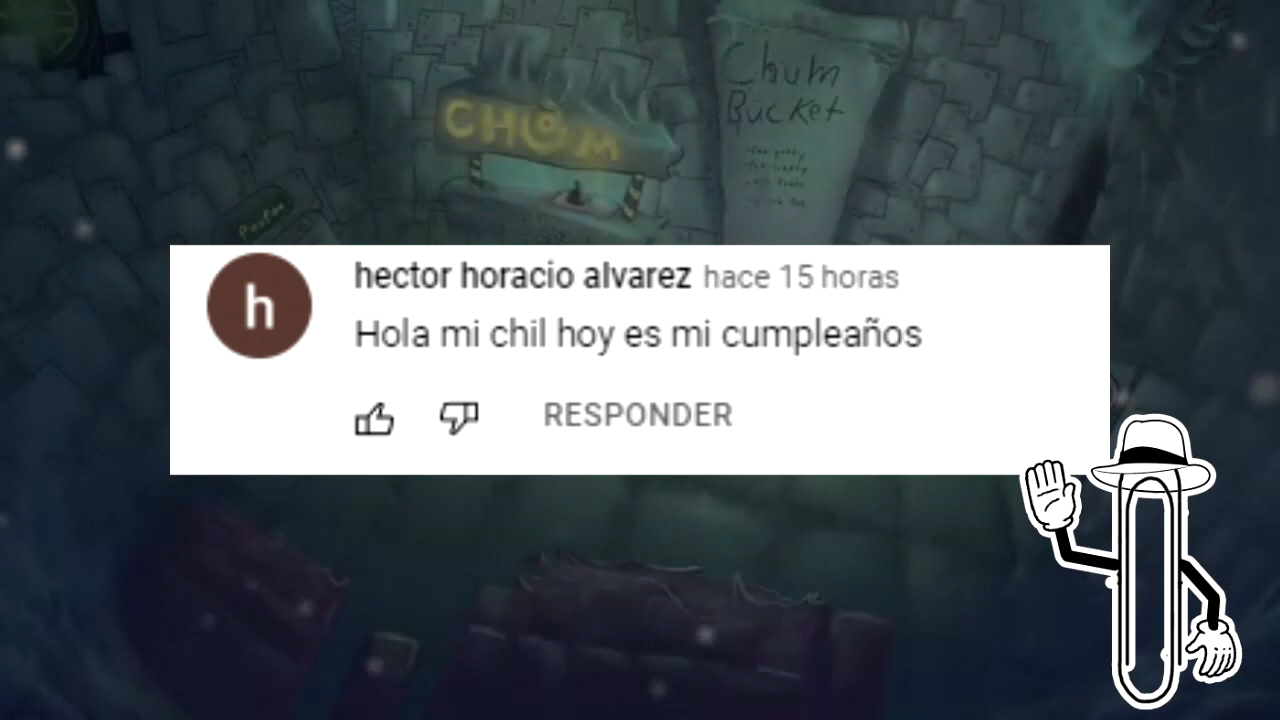 Chum
Bucket
CHUM
h
hector horacio alvarez hace 15 horas
Hola mi chil hoy es mi cumpleaños
RESPONDER